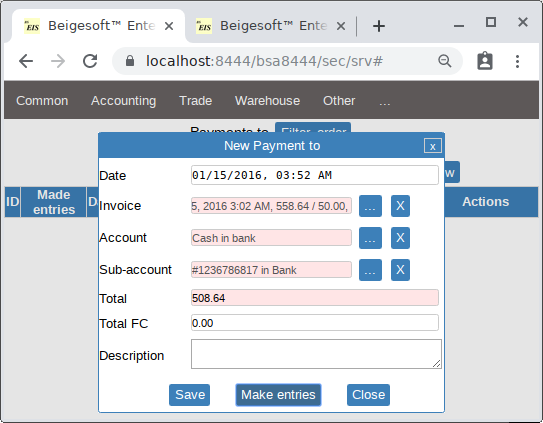 EIS Beigesoft™ Ente
EIS Beigesoft™ Ente
localhost:8444/bsa8444/sec/srv#
Common Accounting Trade Warehouse Other ...
Payments to Filter, order
New Payment to x
w
ID Made entries D Actions
Date 01/15/2016, 03:52 AM
Invoice 5, 2016 3:02 AM, 558.64 / 50.00, ... X
Account Cash in bank ... X
Sub-account #1236786817 in Bank ... X
Total 508.64
Total FC 0.00
Description
Save Make entries Close